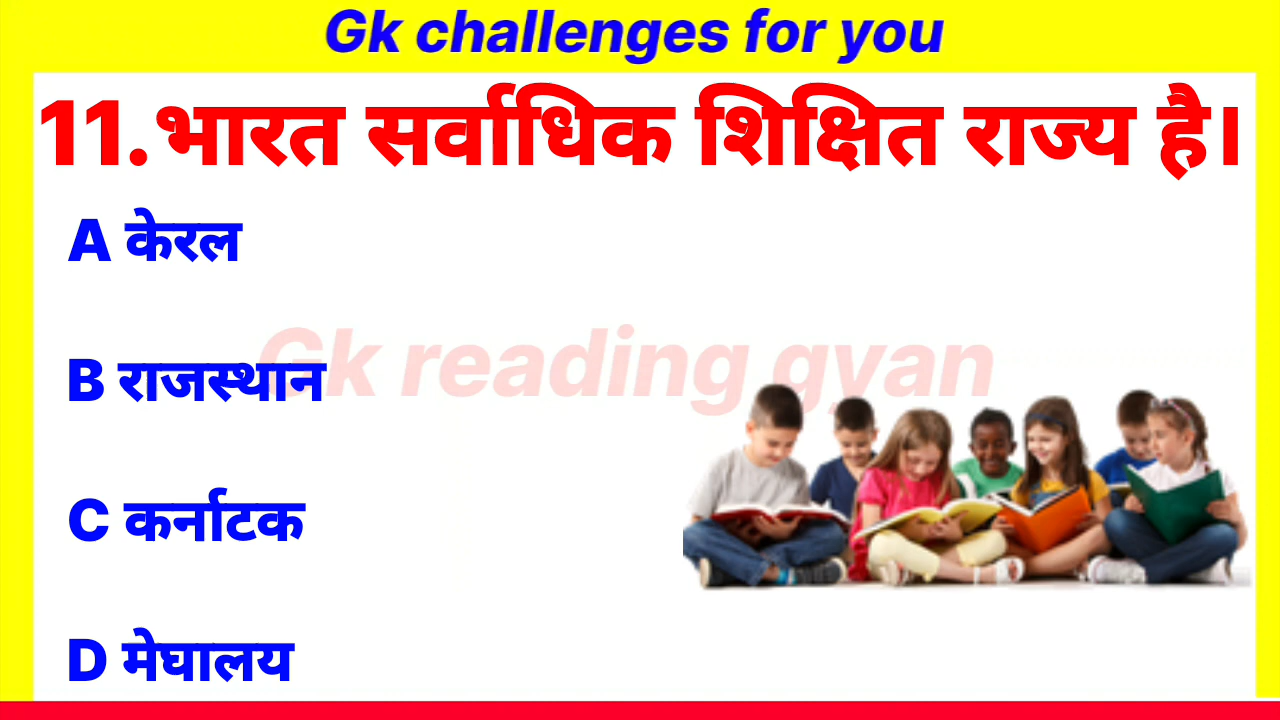 Gk challenges for you
11.भारत सर्वाधिक शिक्षित राज्य है।
A केरल
Gk reading gyan
B राजस्थान
C कर्नाटक
D मेघालय